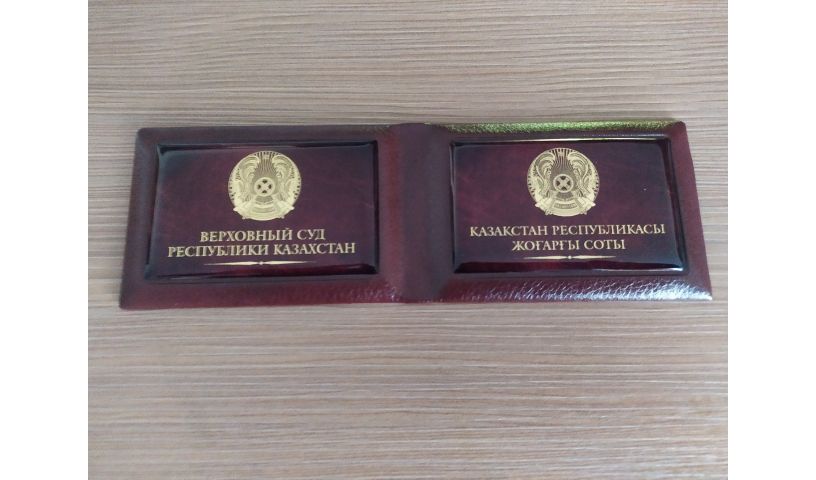 ВЕРХОВНЫЙ СУД
РЕСПУБЛИКИ КАЗАХСТАН
ҚАЗАҚСТАН РЕСПУБЛИКАСЫ
ЖОҒАРҒЫ СОТЫ